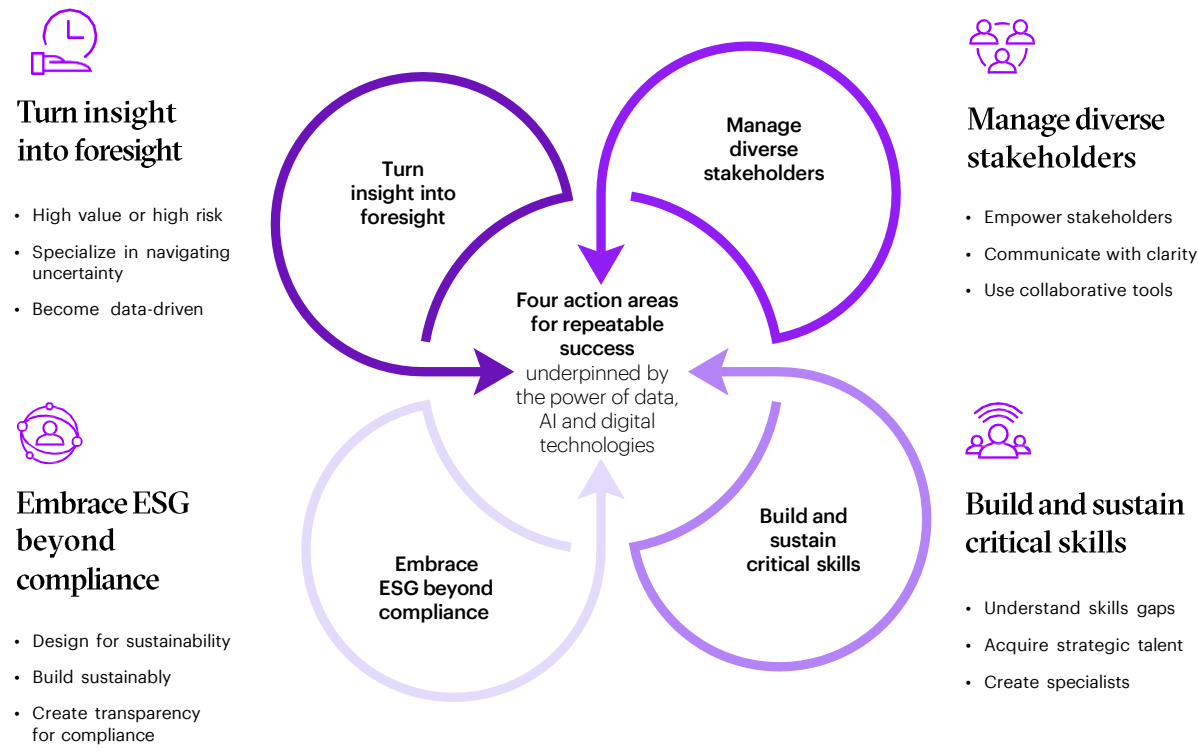 Turn insight
into foresight
• High value or high risk
• Specialize in navigating
uncertainty
• Become data-driven
Embrace ESG
beyond
compliance
• Design for sustainability
• Build sustainably
• Create transparency
for compliance
Turn
insight into
foresight
Manage
diverse
stakeholders
Four action areas
for repeatable
success
underpinned by
the power of data,
AI and digital
technologies
Embrace
ESG beyond
compliance
Build and
sustain
critical skills
Manage diverse
stakeholders
• Empower stakeholders
• Communicate with clarity
• Use collaborative tools
Build and sustain
critical skills
• Understand skills gaps
• Acquire strategic talent
• Create specialists